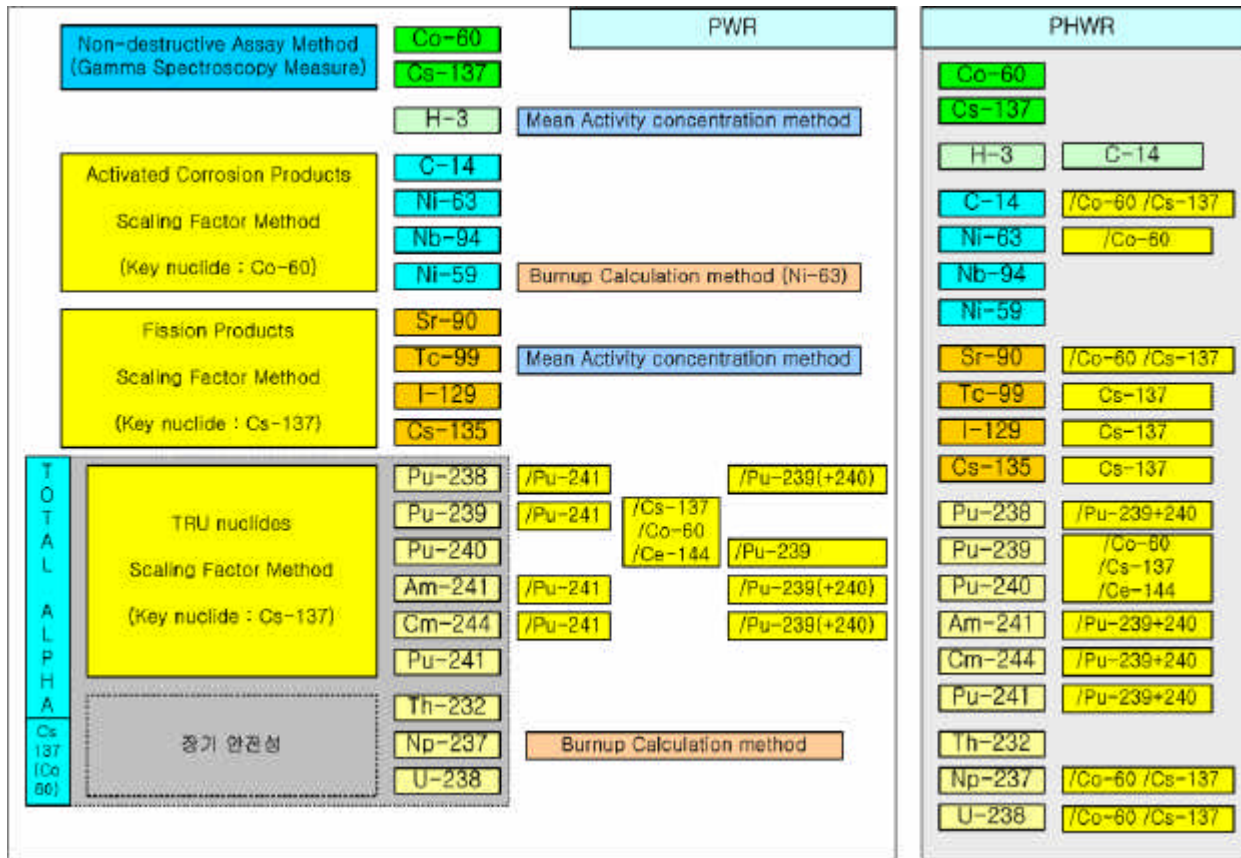 PWR
Non-destructive Assay Method
(Gamma Spectroscopy Measure)
Co-60
Cs-137
H-3
Mean Activity concentration method
Activated Corrosion Products
Scaling Factor Method
(Key nuclide : Co-60)
C-14
Ni-63
Nb-94
Ni-59
Burnup Calculation method (Ni-63)
Fission Products
Scaling Factor Method
(Key nuclide : Cs-137)
Sr-90
Tc-99
Mean Activity concentration method
I-129
Cs-135
TOTAL ALPHA
Cs
137
(Co
60)
TRU nuclides
Scaling Factor Method
(Key nuclide : Cs-137)
Pu-238
/Pu-241
/Pu-239(+240)
Pu-239
/Pu-241
/Cs-137
/Co-60
/Ce-144
Pu-240
/Pu-239
Am-241
/Pu-241
/Pu-239(+240)
Cm-244
/Pu-241
/Pu-239(+240)
Pu-241
장기 안전성
Th-232
Np-237
Burnup Calculation method
U-238
PHWR
Co-60
Cs-137
H-3
C-14
C-14
/Co-60 /Cs-137
Ni-63
/Co-60
Nb-94
Ni-59
Sr-90
/Co-60 /Cs-137
Tc-99
Cs-137
I-129
Cs-137
Cs-135
Cs-137
Pu-238
/Pu-239+240
Pu-239
Pu-240
/Co-60
/Cs-137
/Ce-144
Am-241
/Pu-239+240
Cm-244
/Pu-239+240
Pu-241
/Pu-239+240
Th-232
Np-237
/Co-60 /Cs-137
U-238
/Co-60 /Cs-137